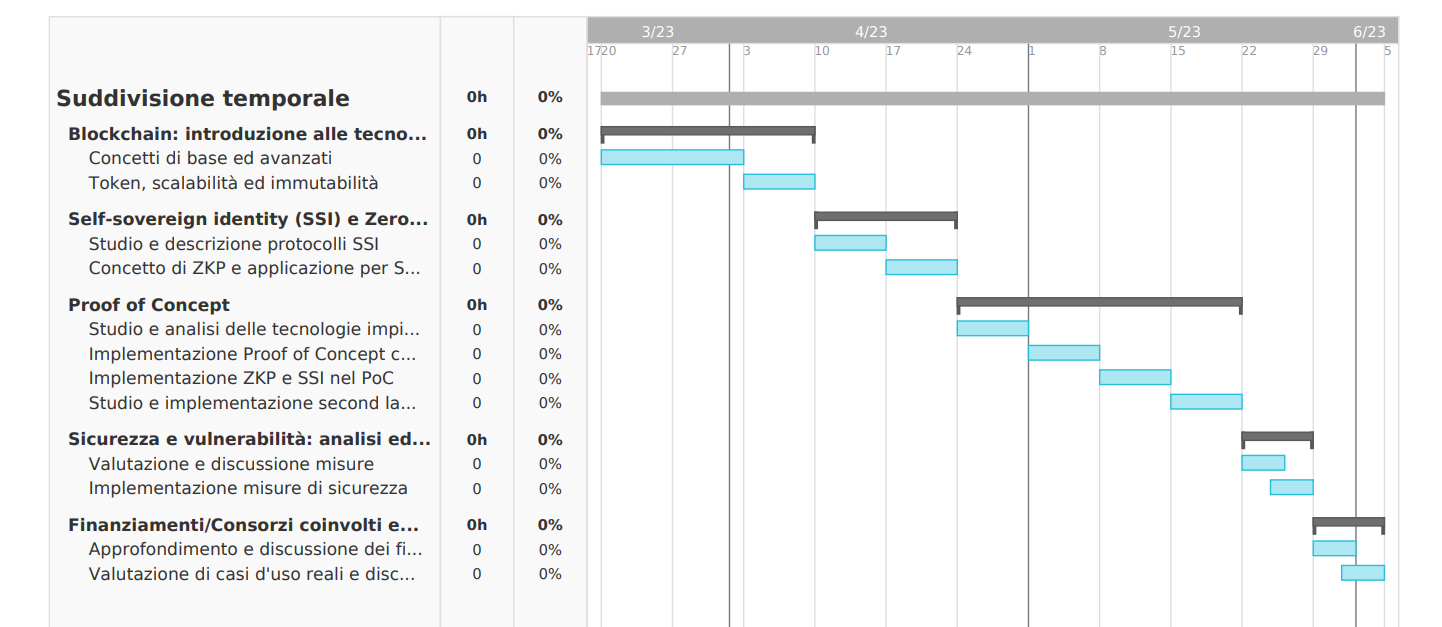 3/23 4/23 5/23 6/23
17 20 27 3 10 17 24 1 8 15 22 29 5
Suddivisione temporale 0h 0%
Blockchain: introduzione alle tecno... 0h 0%
Concetti di base ed avanzati 0 0%
Token, scalabilità ed immutabilità 0 0%
Self-sovereign identity (SSI) e Zero... 0h 0%
Studio e descrizione protocolli SSI 0 0%
Concetto di ZKP e applicazione per S... 0 0%
Proof of Concept 0h 0%
Studio e analisi delle tecnologie impi... 0 0%
Implementazione Proof of Concept c... 0 0%
Implementazione ZKP e SSI nel PoC 0 0%
Studio e implementazione second la... 0 0%
Sicurezza e vulnerabilità: analisi ed... 0h 0%
Valutazione e discussione misure 0 0%
Implementazione misure di sicurezza 0 0%
Finanziamenti/Consorzi coinvolti e... 0h 0%
Approfondimento e discussione dei fi... 0 0%
Valutazione di casi d'uso reali e disc... 0 0%